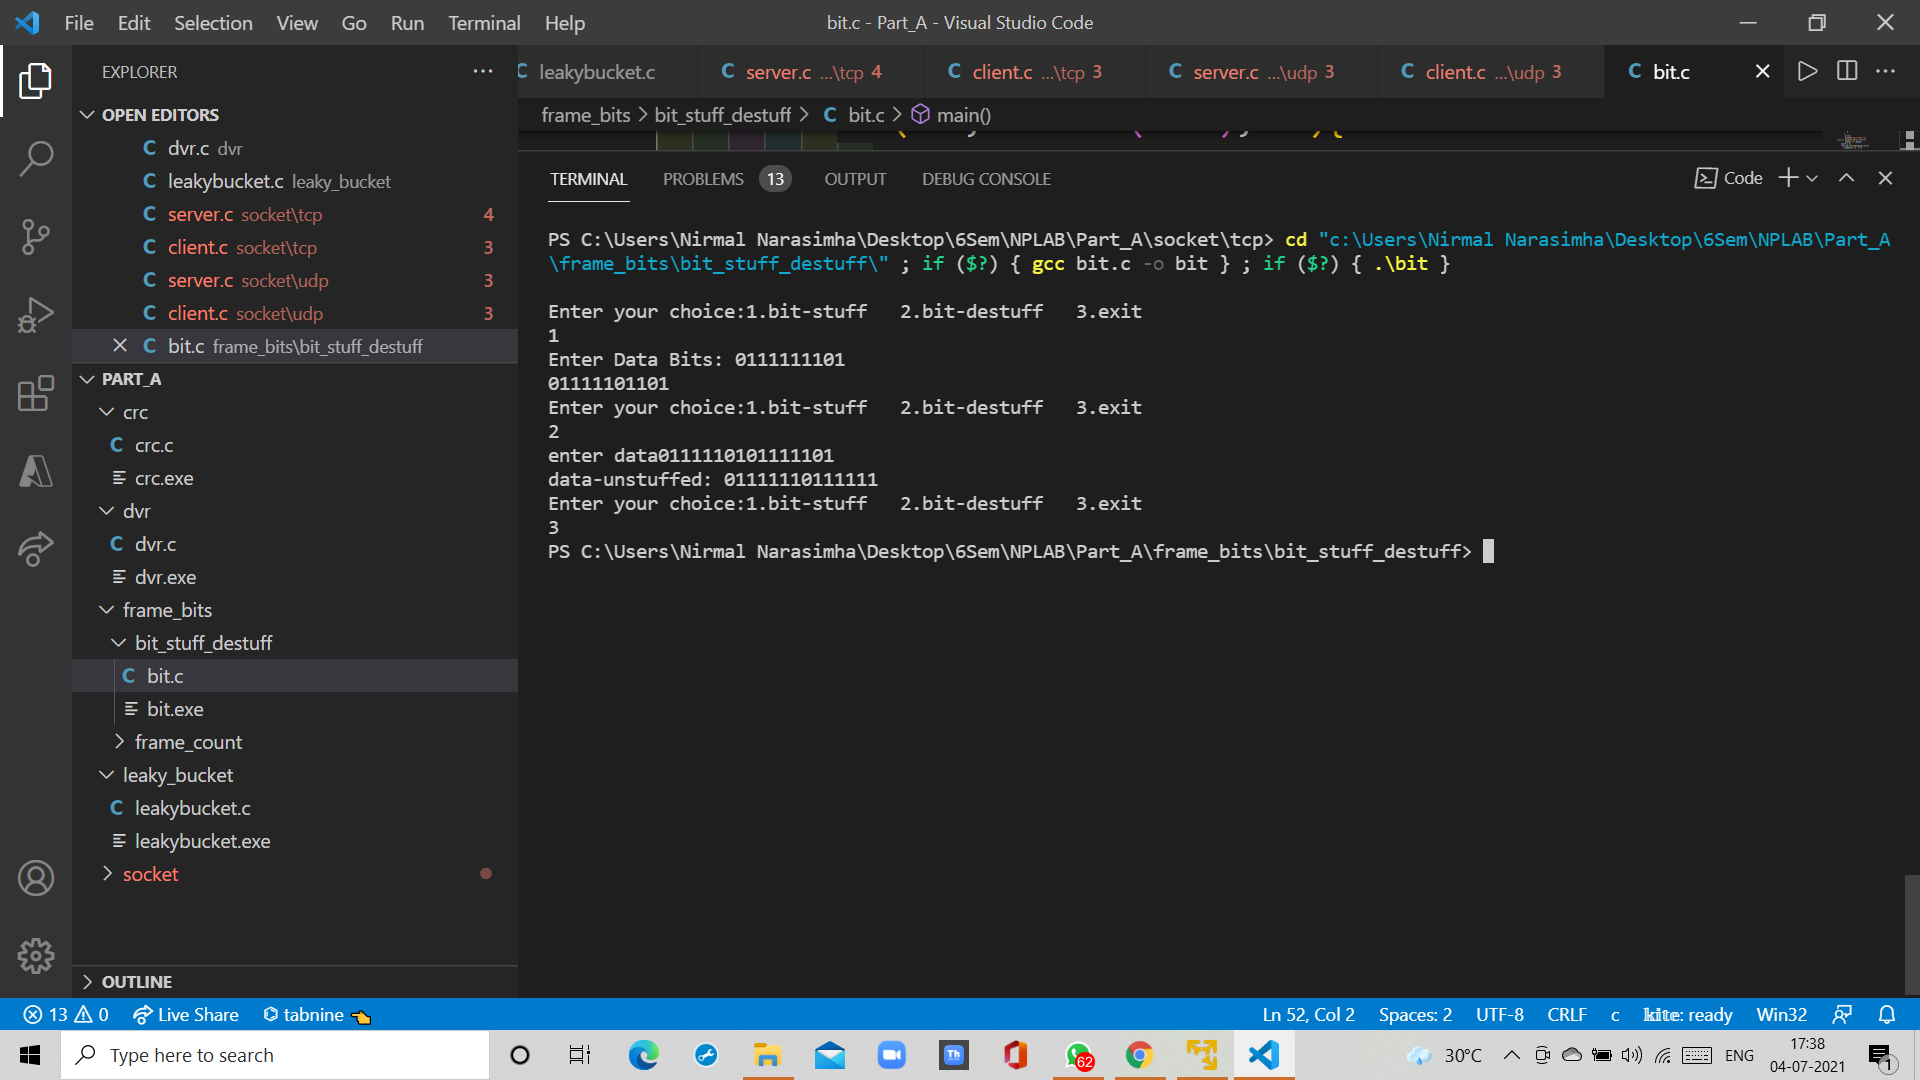 File Edit Selection View Go Run Terminal Help
bit.c - Part_A - Visual Studio Code
EXPLORER
OPEN EDITORS
dvr.c dvr
leakybucket.c leaky_bucket
server.c socket\tcp 4
client.c socket\tcp 3
server.c socket\udp 3
client.c socket\udp 3
bit.c frame_bits\bit_stuff_destuff
PART_A
crc
crc.c
crc.exe
dvr
dvr.c
dvr.exe
frame_bits
bit_stuff_destuff
bit.c
bit.exe
frame_count
leaky_bucket
leakybucket.c
leakybucket.exe
socket
OUTLINE
leakybucket.c server.c ...\tcp 4 client.c ...\tcp 3 server.c ...\udp 3 client.c ...\udp 3 bit.c
frame_bits > bit_stuff_destuff > C bit.c > main()
TERMINAL PROBLEMS 13 OUTPUT DEBUG CONSOLE
Code
PS C:\Users\Nirmal Narasimha\Desktop\6Sem\NPLAB\Part_A\socket\tcp> cd "c:\Users\Nirmal Narasimha\Desktop\6Sem\NPLAB\Part_A
\frame_bits\bit_stuff_destuff\" ; if ($?) { gcc bit.c -o bit } ; if ($?) { .\bit }
Enter your choice:1.bit-stuff 2.bit-destuff 3.exit
1
Enter Data Bits: 0111111101
01111101101
Enter your choice:1.bit-stuff 2.bit-destuff 3.exit
2
enter data0111110101111101
data-unstuffed: 01111110111111
Enter your choice:1.bit-stuff 2.bit-destuff 3.exit
3
PS C:\Users\Nirmal Narasimha\Desktop\6Sem\NPLAB\Part_A\frame_bits\bit_stuff_destuff>
13 0 Live Share tabnine
Ln 52, Col 2 Spaces: 2 UTF-8 CRLF c kite: ready Win32
Type here to search
Th
62
30°C
ENG
17:38
04-07-2021
1